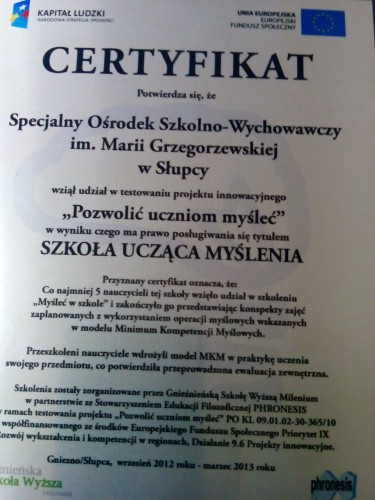 KAPITAŁ LUDZKI
NARODOWA STRATEGIA SPÓJNOŚCI
UNIA EUROPEJSKA
EUROPEJSKI
FUNDUSZ SPOŁECZNY
CERTYFIKAT
Potwierdza się, że
Specjalny Ośrodek Szkolno-Wychowawczy
im. Marii Grzegorzewskiej
w Słupcy
wziął udział w testowaniu projektu innowacyjnego
„Pozwolić uczniom myśleć”
w wyniku czego ma prawo posługiwania się tytułem
SZKOŁA UCZĄCA MYŚLENIA
Przyznany certyfikat oznacza, że:
Co najmniej 5 nauczycieli tej szkoły wzięło udział w szkoleniu
„Myśleć w szkole” i zakończyło go przedstawiając konspekty zajęć
zaplanowanych z wykorzystaniem operacji myślowych wskazanych
w modelu Minimum Kompetencji Myślowych.
Przeszkoleni nauczyciele wdrożyli model MKM w praktykę uczenia
swojego przedmiotu, co potwierdziła przeprowadzona ewaluacja zewnętrzna.
Szkolenia zostały zorganizowane przez Gnieźnieńską Szkołę Wyższą Milenium
w partnerstwie ze Stowarzyszeniem Edukacji Filozoficznej PHRONESIS
w ramach testowania projektu „Pozwolić uczniom myśleć” PO KL 09.01.02-30-365/10
współfinansowanego ze środków Europejskiego Funduszu Społecznego Priorytet IX
Rozwój wykształcenia i kompetencji w regionach, Działanie 9.6 Projekty innowacyjne.
Gniezno/Słupca, wrzesień 2012 roku - marzec 2013 roku
nieńska
koła Wyższa
phronesis